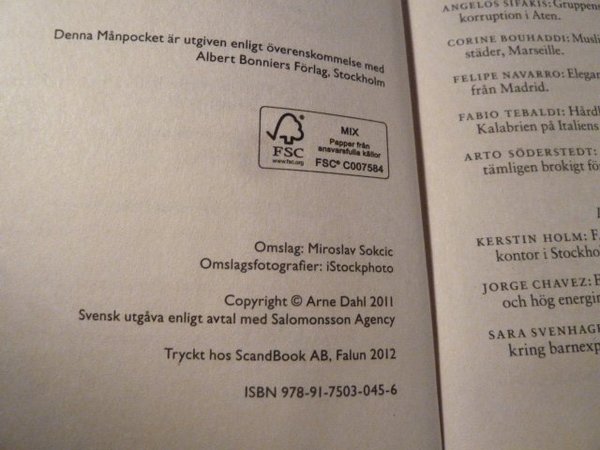 Denna Månpocket är utgiven enligt överenskommelse med
Albert Bonniers Förlag, Stockholm
FSC
www.fsc.org
MIX
Papper från
ansvarsfulla källor
FSC® C007584
Omslag: Miroslav Sokcic
Omslagsfotografier: iStockphoto
Copyright © Arne Dahl 2011
Svensk utgåva enligt avtal med Salomonsson Agency
Tryckt hos ScandBook AB, Falun 2012
ISBN 978-91-7503-045-6
ANGELOS SIFAKIS: Gruppens
korruption i Aten.
CORINE BOUHADDI: Musli
städer, Marseille.
FELIPE NAVARRO: Elegan
från Madrid.
FABIO TEBALDI: Hårdl
Kalabrien på Italiens
ARTO SÖDERSTEDT:
tämligen brokigt fö
KERSTIN HOLM: F
kontor i Stockho
JORGE CHAVEZ: E
och hög energin
SARA SVENHAGE
kring barnexp